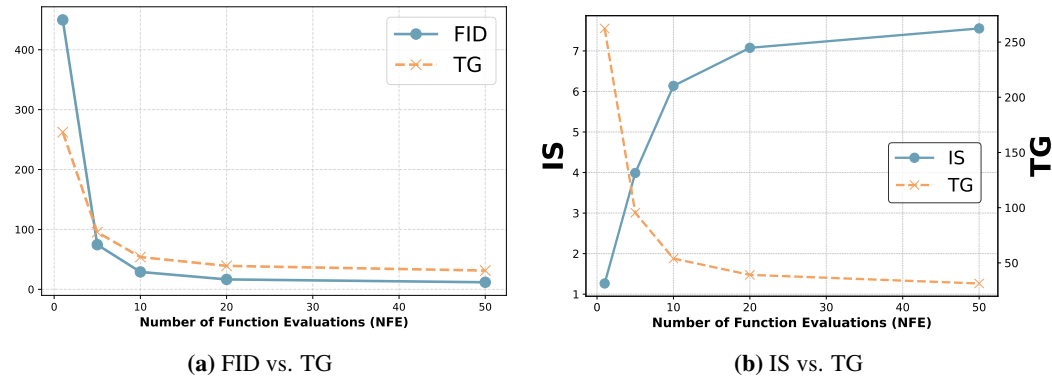 400
300
200
100
0
0
10
20
30
40
50
Number of Function Evaluations (NFE)
FID
TG
(a) FID vs. TG
IS
7
6
5
4
3
2
1
0
10
20
30
40
50
Number of Function Evaluations (NFE)
250
200
150
100
50
TG
IS
TG
(b) IS vs. TG